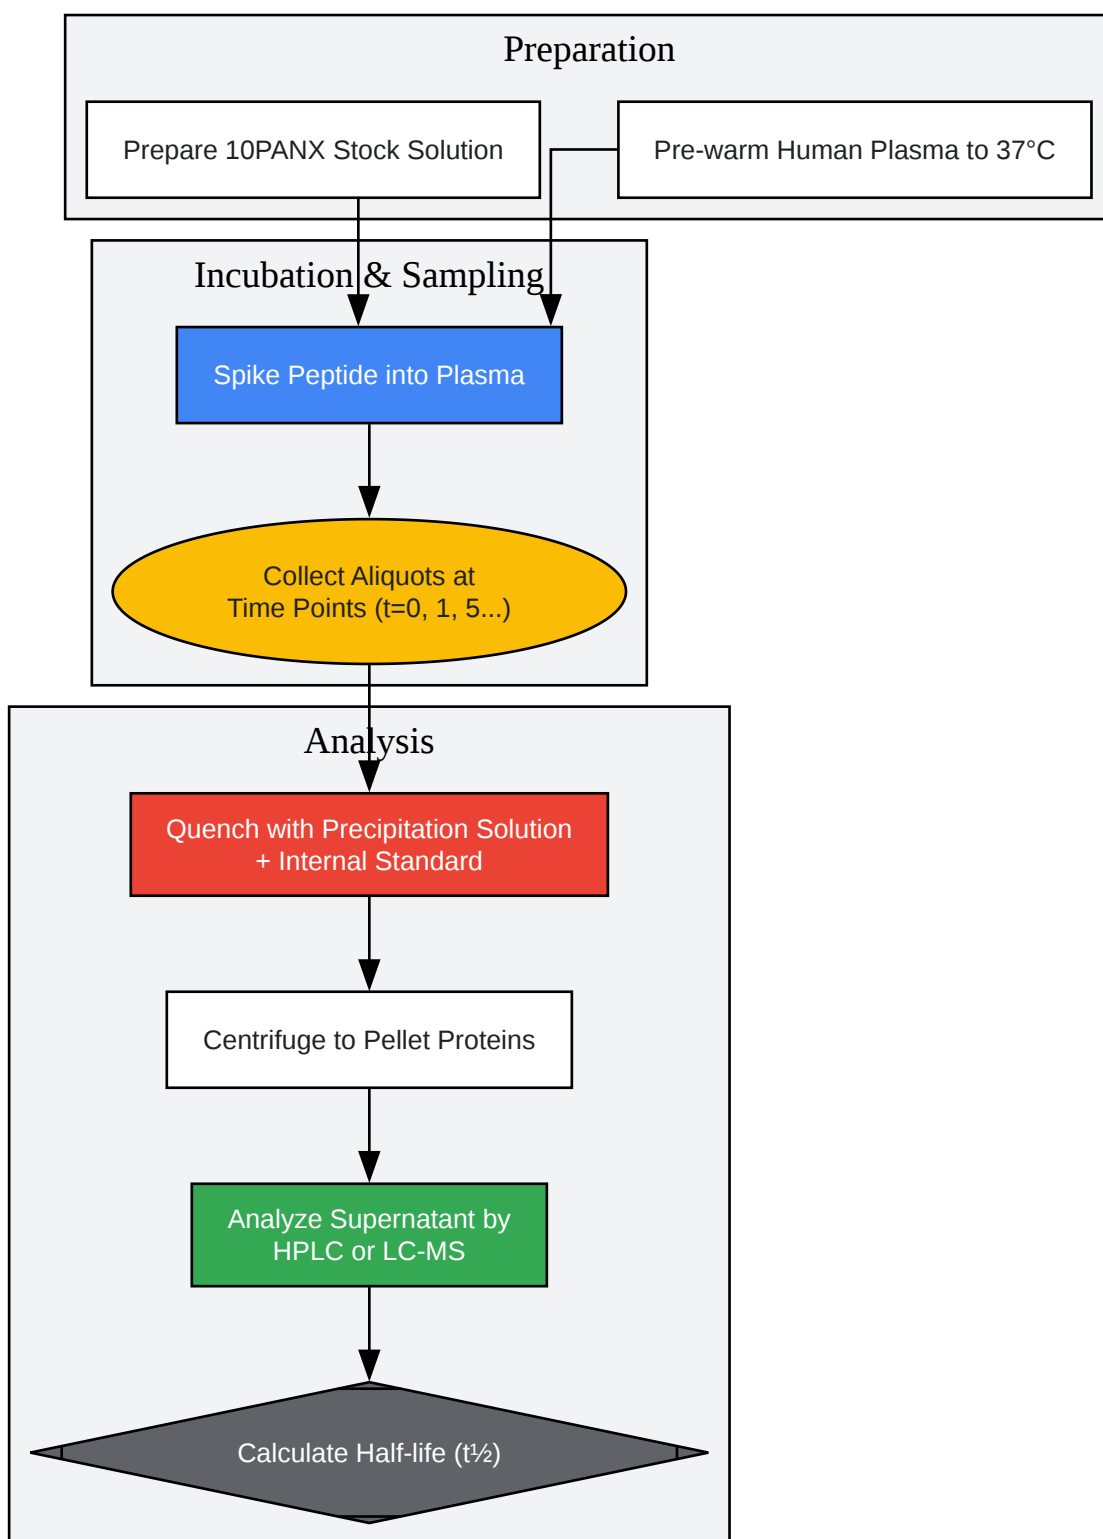 Preparation
Prepare 10PANX Stock Solution
Pre-warm Human Plasma to 37°C
Incubation & Sampling
Spike Peptide into Plasma
Collect Aliquots at
Time Points (t=0, 1, 5...)
Analysis
Quench with Precipitation Solution
+ Internal Standard
Centrifuge to Pellet Proteins
Analyze Supernatant by
HPLC or LC-MS
Calculate Half-life (t½)